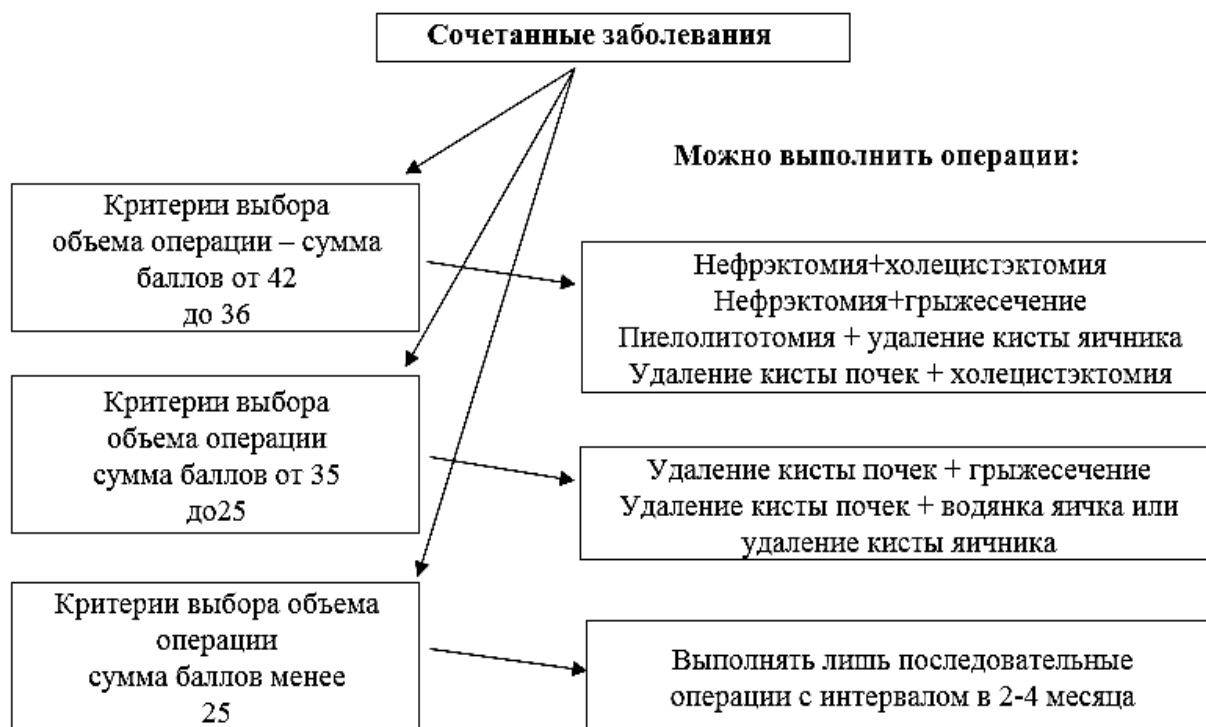 Сочетанные заболевания
Можно выполнить операции:
Критерии выбора
объема операции – сумма
баллов от 42
до 36
Нефрэктомия+холецистэктомия
Нефрэктомия+грыжесечение
Пиелолитотомия + удаление кисты яичника
Удаление кисты почек + холецистэктомия
Критерии выбора
объема операции
сумма баллов от 35
до25
Удаление кисты почек + грыжесечение
Удаление кисты почек + водянка яичка или
удаление кисты яичника
Критерии выбора объема
операции
сумма баллов менее
25
Выполнять лишь последовательные
операции с интервалом в 2-4 месяца